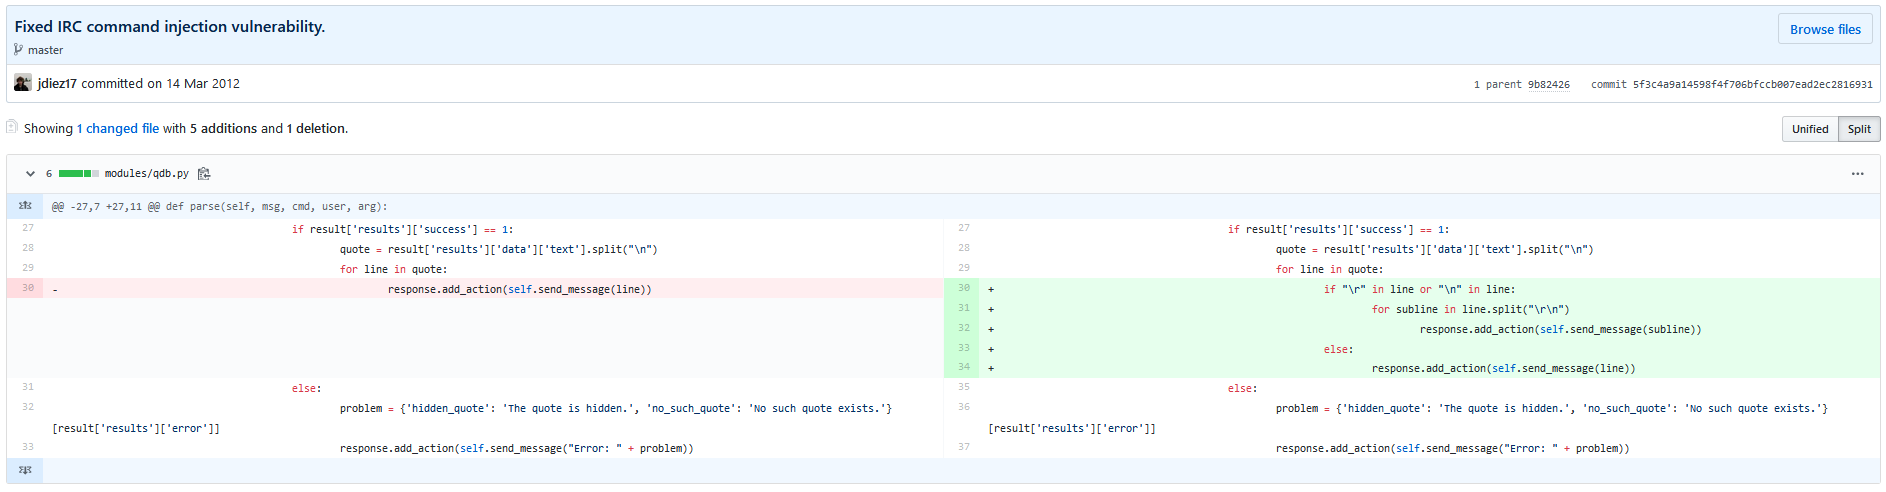 Fixed IRC command injection vulnerability.
Browse files
master
jdiez17 committed on 14 Mar 2012
1 parent 9b82426 commit 5f3c4a9a14598f4f706bfccb007ead2ec2816931
Showing 1 changed file with 5 additions and 1 deletion.
Unified Split
6 modules/qdb.py
@@ -27,7 +27,11 @@ def parse(self, msg, cmd, user, arg):
27 if result['results']['success'] == 1:
28 quote = result['results']['data']['text'].split("\n")
29 for line in quote:
30 - response.add_action(self.send_message(line))
31 else:
32 problem = {'hidden_quote': 'The quote is hidden.', 'no_such_quote': 'No such quote exists.'}
[result['results']['error']]
33 response.add_action(self.send_message("Error: " + problem))
27 if result['results']['success'] == 1:
28 quote = result['results']['data']['text'].split("\n")
29 for line in quote:
30 + if "\r" in line or "\n" in line:
31 + for subline in line.split("\r\n")
32 + response.add_action(self.send_message(subline))
33 + else:
34 + response.add_action(self.send_message(line))
35 else:
36 problem = {'hidden_quote': 'The quote is hidden.', 'no_such_quote': 'No such quote exists.'}
[result['results']['error']]
37 response.add_action(self.send_message("Error: " + problem))